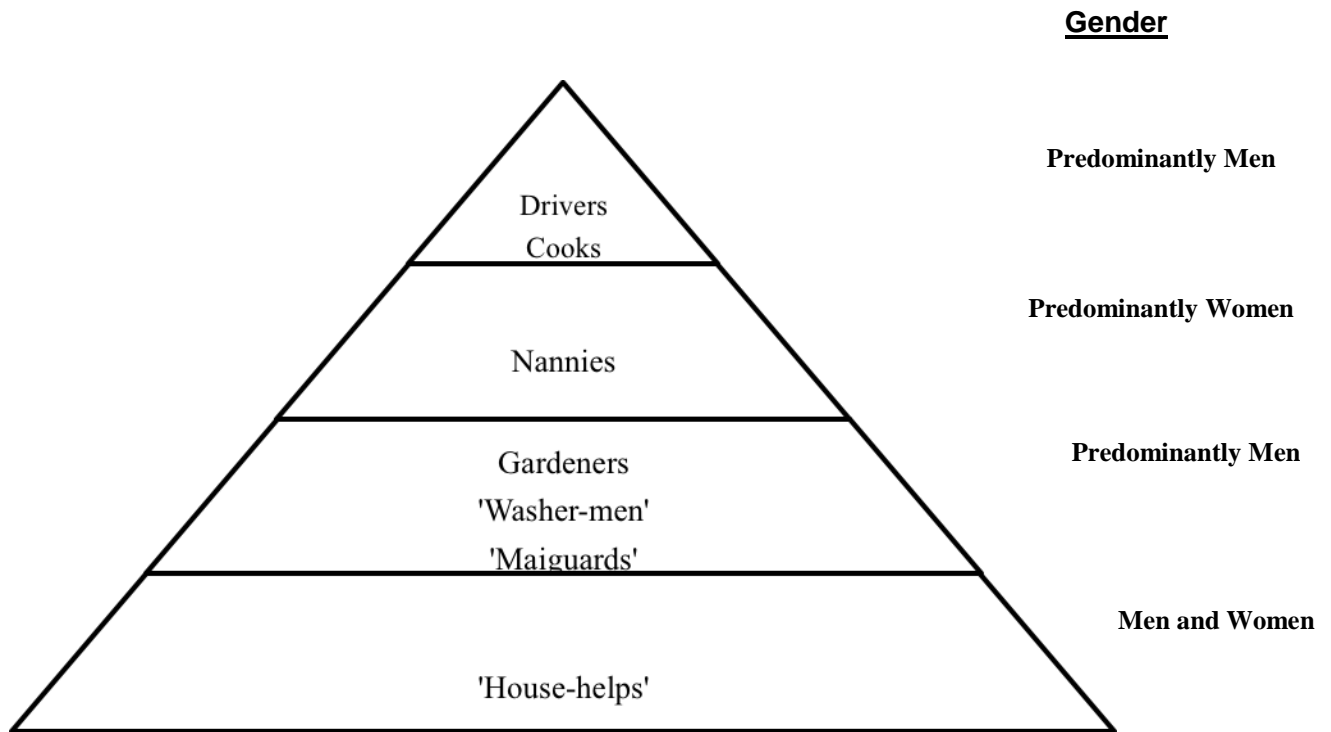 Gender
Predominantly Men
Drivers
Cooks
Predominantly Women
Nannies
Predominantly Men
Gardeners
'Washer-men'
'Maiguards'
Men and Women
'House-helps'